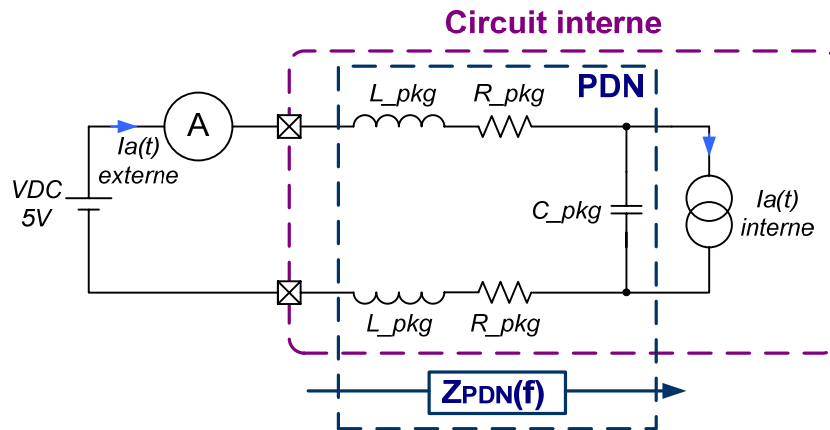 Circuit interne
PDN
L_pkg
R_pkg
A
Ia(t)
externe
VDC
5V
C_pkg
Ia(t)
interne
L_pkg
R_pkg
ZPDN(f)